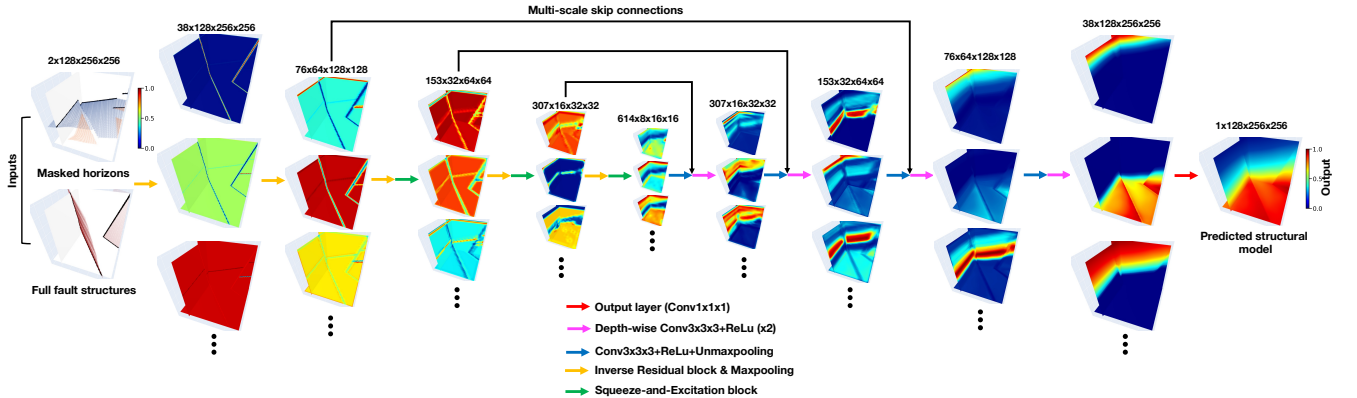 Multi-scale skip connections
38x128x256x256
38x128x256x256
2x128x256x256
76x64x128x128
76x64x128x128
153x32x64x64
153x32x64x64
307x16x32x32
307x16x32x32
614x8x16x16
1x128x256x256
1.0
0.5
0.0
1.0
0.5
0.0
Output
Inputs
Masked horizons
Full fault structures
Predicted structural
model
Output layer (Conv1x1x1)
Depth-wise Conv3x3x3+ReLu (x2)
Conv3x3x3+ReLu+Unmaxpooling
Inverse Residual block & Maxpooling
Squeeze-and-Excitation block